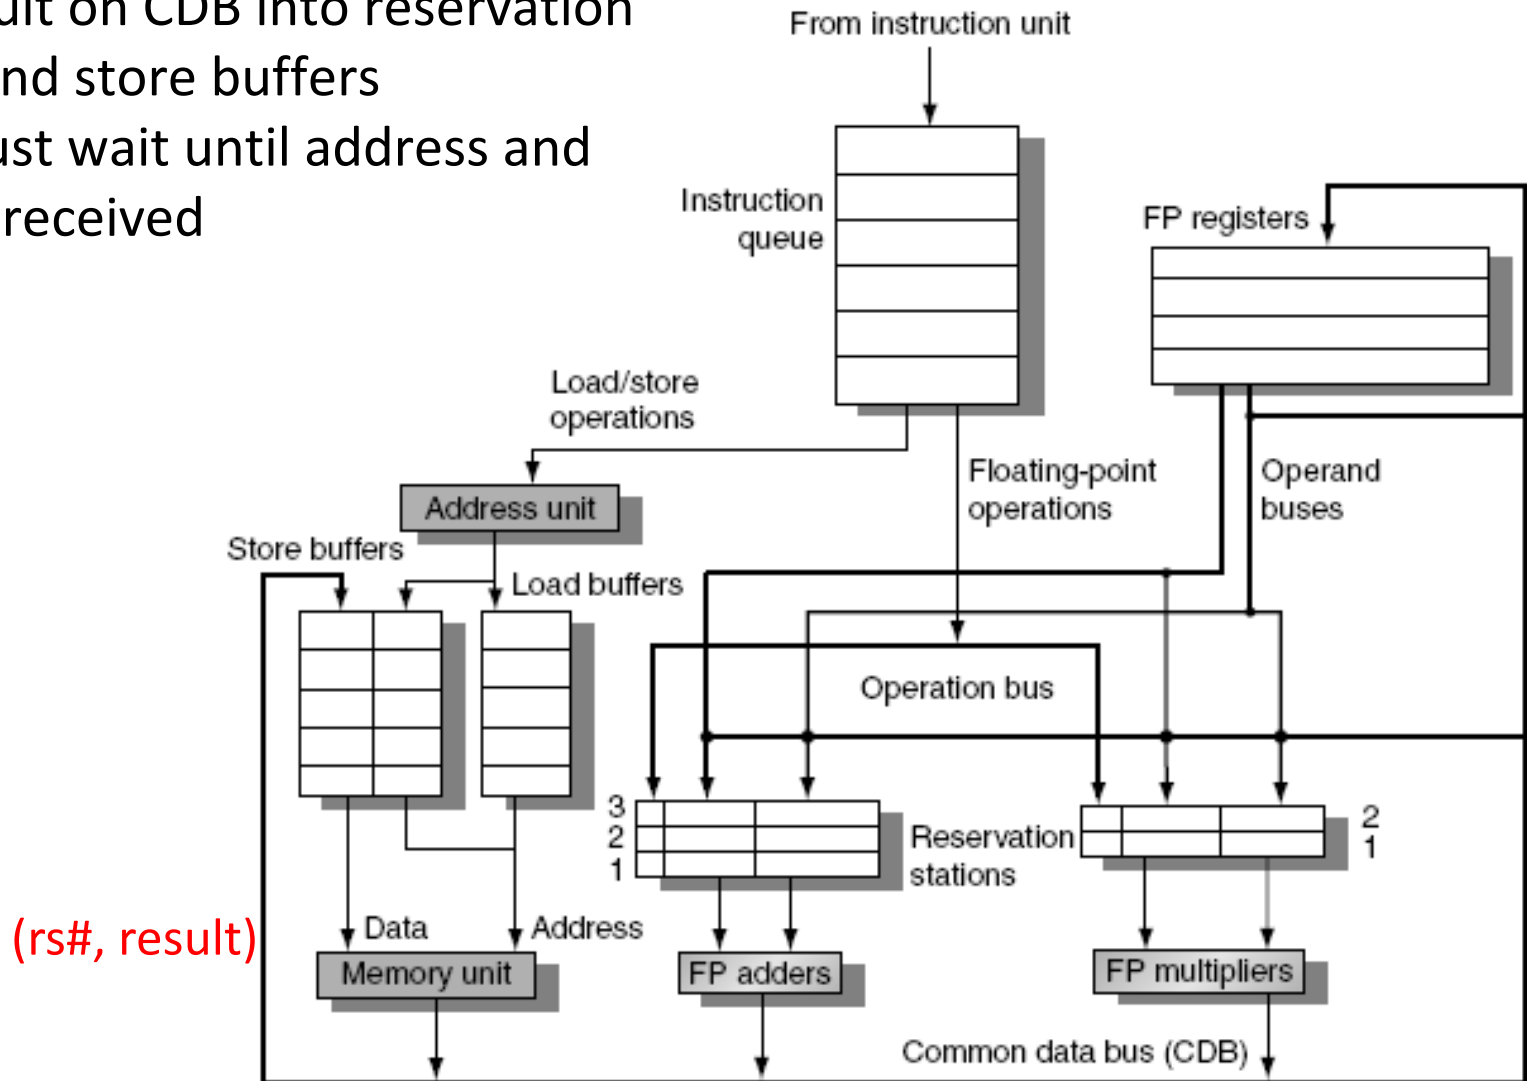 ult on CDB into reservation
nd store buffers
ust wait until address and
received
From instruction unit
Instruction
queue
FP registers
Load/store
operations
Address unit
Floating-point
operations
Operand
buses
Store buffers
Load buffers
Operation bus
3
2
1
Reservation
stations
2
1
(rs#, result)
Data
Address
Memory unit
FP adders
FP multipliers
Common data bus (CDB)